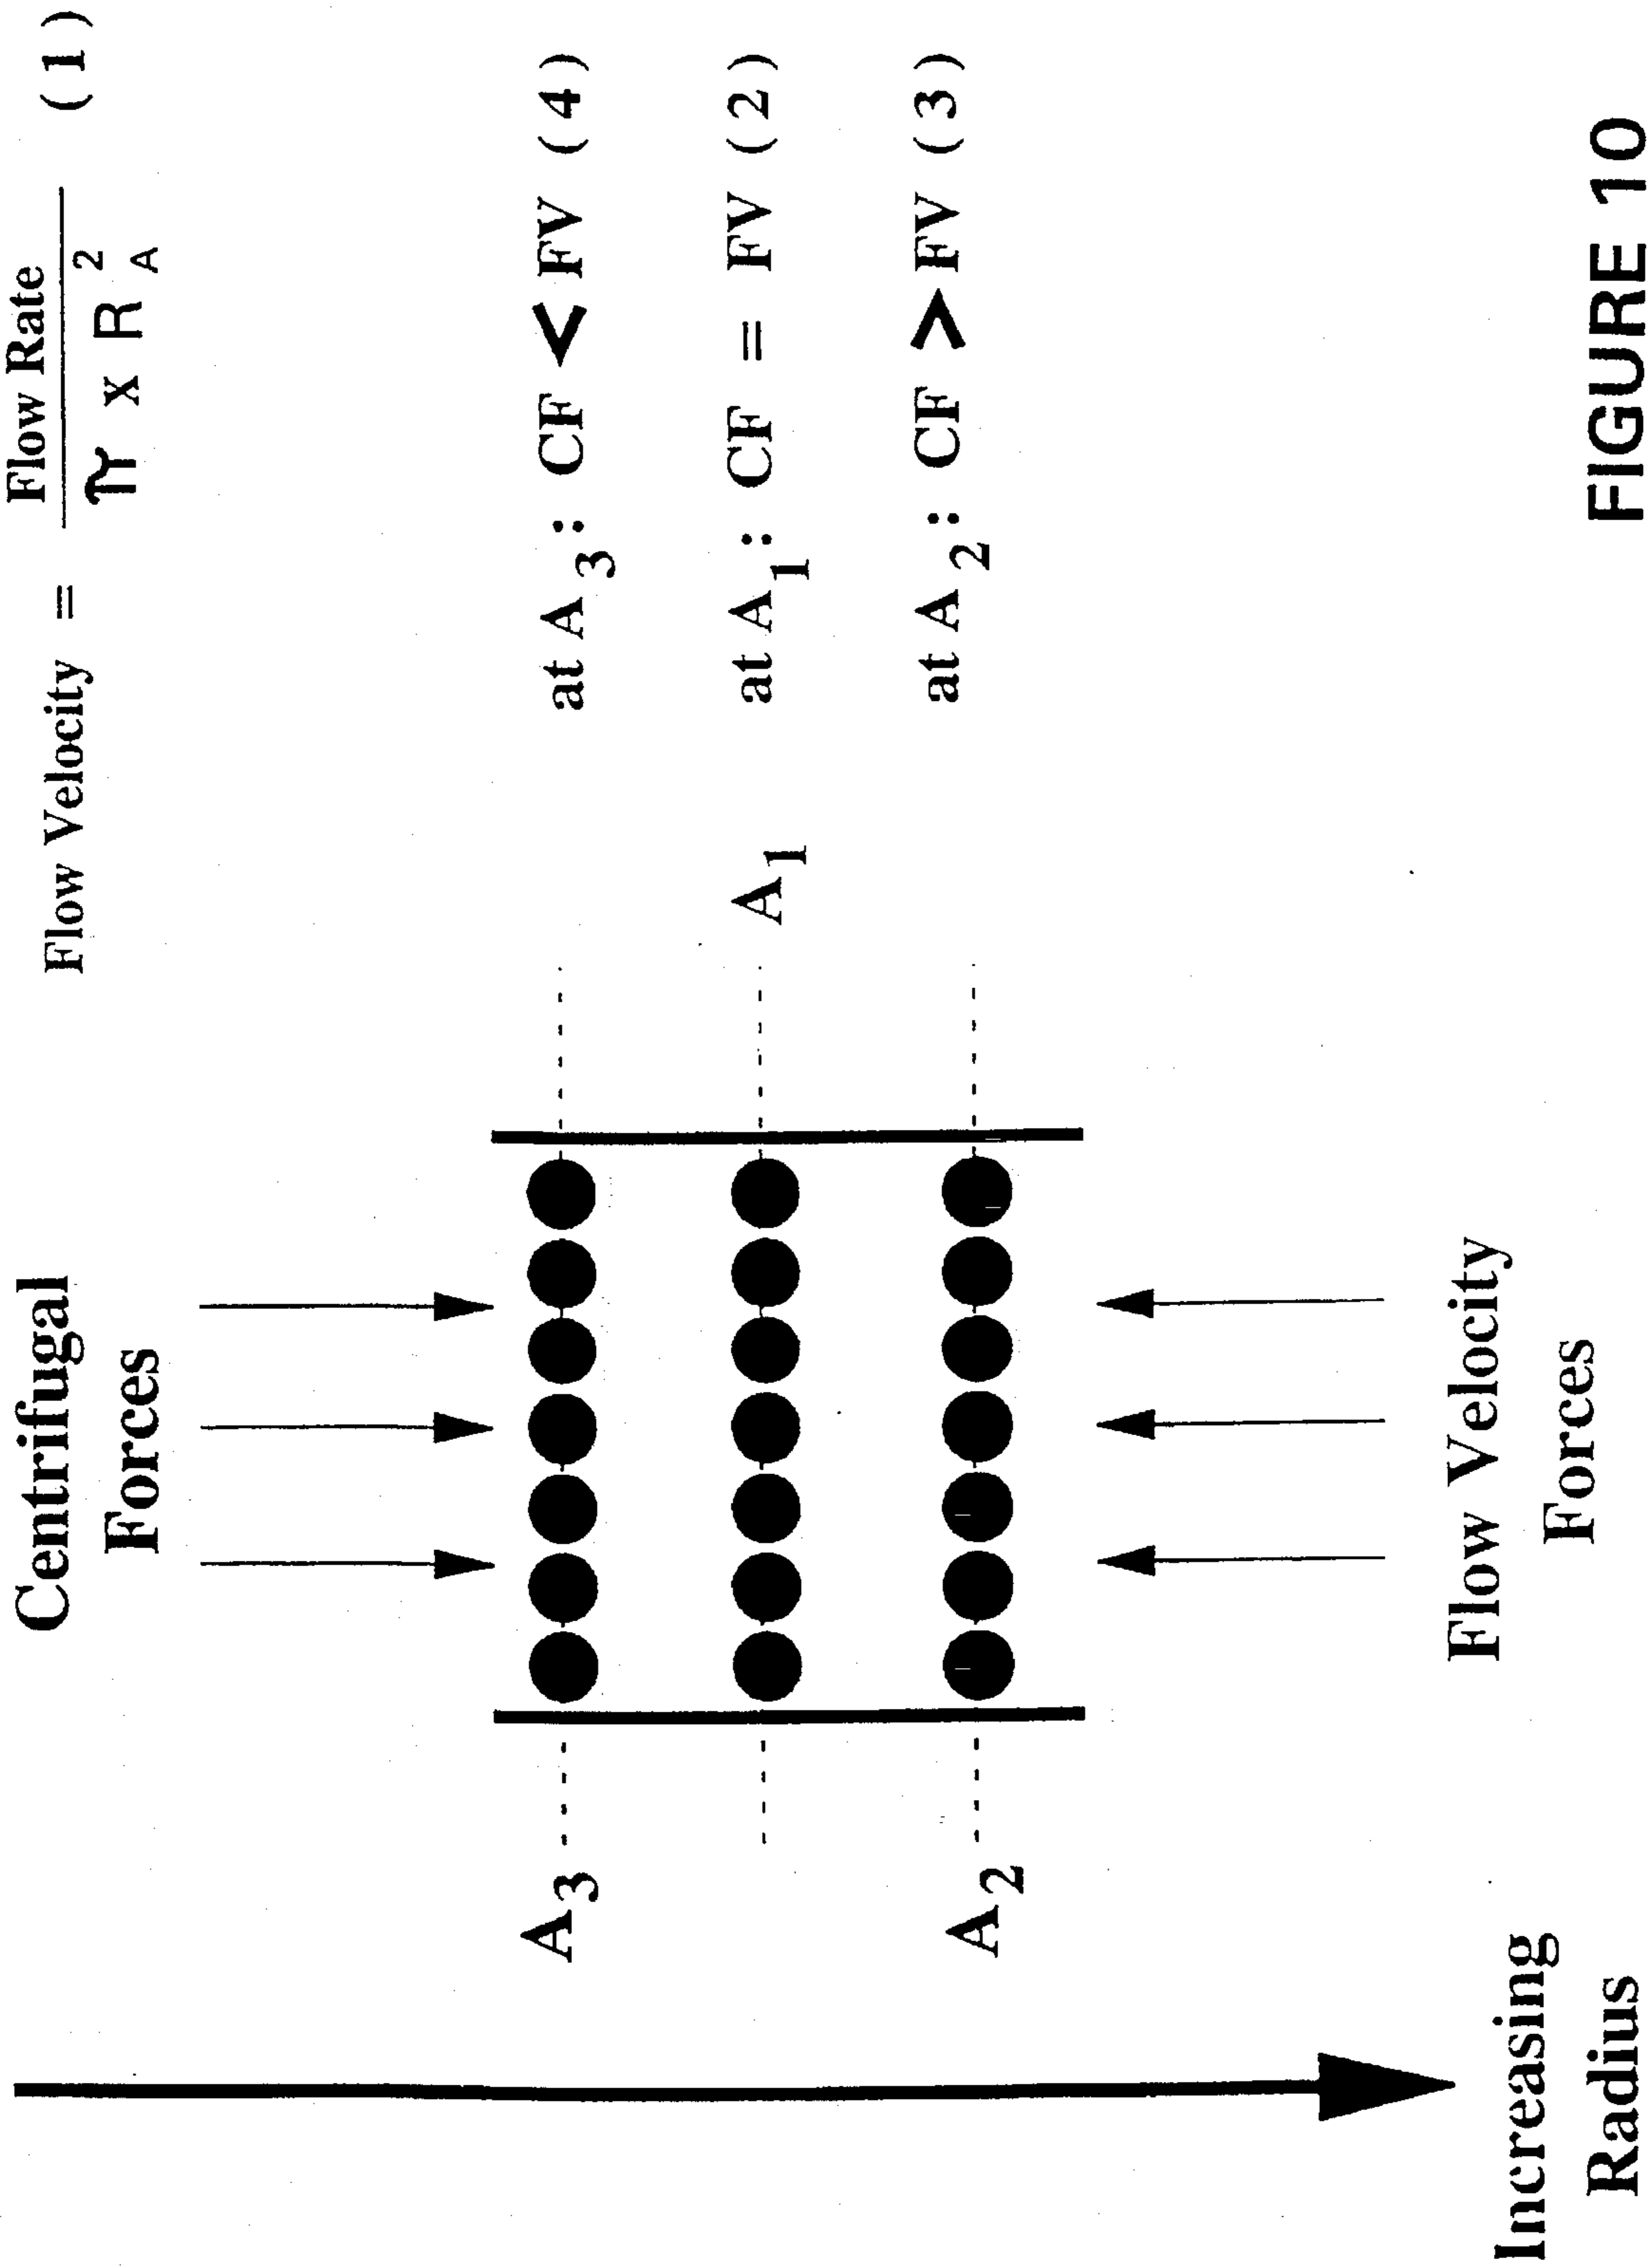 Centrifugal
Forces
Flow Velocity = Flow Rate (1)
π x R A 2
A3
at A3: CF < FV (4)
A1
at A1: CF = FV (2)
A2
at A2: CF > FV (3)
Flow Velocity
Forces
Increasing
Radius
FIGURE 10